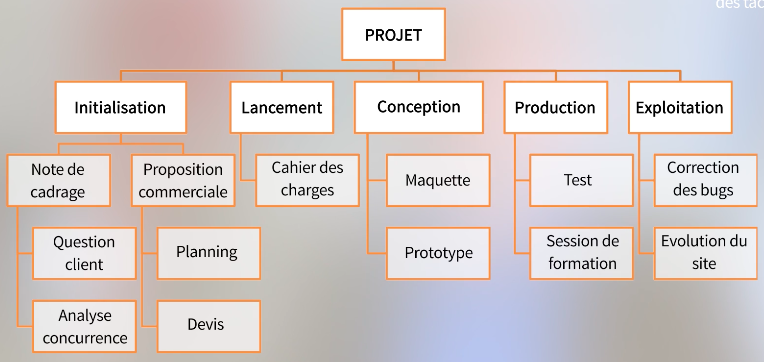 des tac
PROJET
Initialisation
Lancement
Conception
Production
Exploitation
Note de
cadrage
Proposition
commerciale
Cahier des
charges
Maquette
Test
Correction
des bugs
Question
client
Planning
Prototype
Session de
formation
Evolution du
site
Analyse
concurrence
Devis